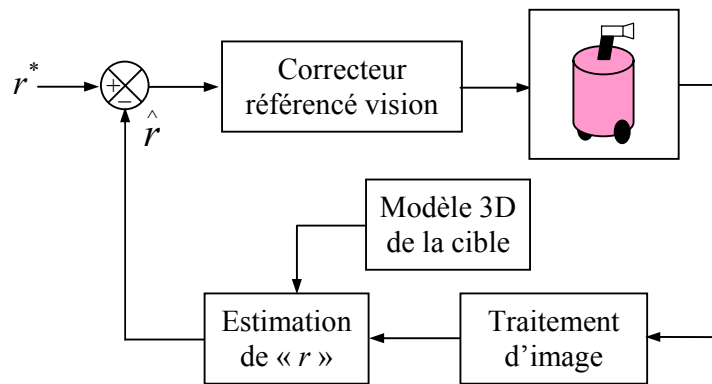 r*
+
−
r̂
Correcteur
référencé vision
Modèle 3D
de la cible
Estimation
de « r »
Traitement
d’image